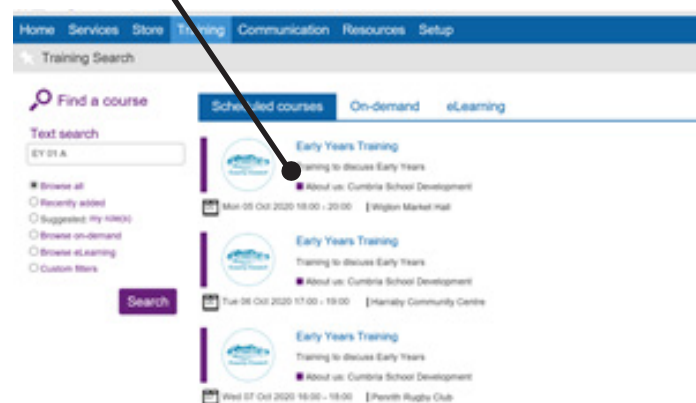 Home Services Store Training Communication Resources Setup
Training Search
Find a course
Text search
EY 01 A
Browse all
Recently added
Suggested: my role(s)
Browse on-demand
Browse eLearning
Custom filters
Search
Scheduled courses On-demand eLearning
Early Years Training
Training to discuss Early Years
About us: Cumbria School Development
Mon 05 Oct 2020 18:00 - 20:00 Wigton Market Hall
Early Years Training
Training to discuss Early Years
About us: Cumbria School Development
Tue 06 Oct 2020 17:00 - 19:00 Harraby Community Centre
Early Years Training
Training to discuss Early Years
About us: Cumbria School Development
Wed 07 Oct 2020 16:00 - 18:00 Penrith Rugby Club